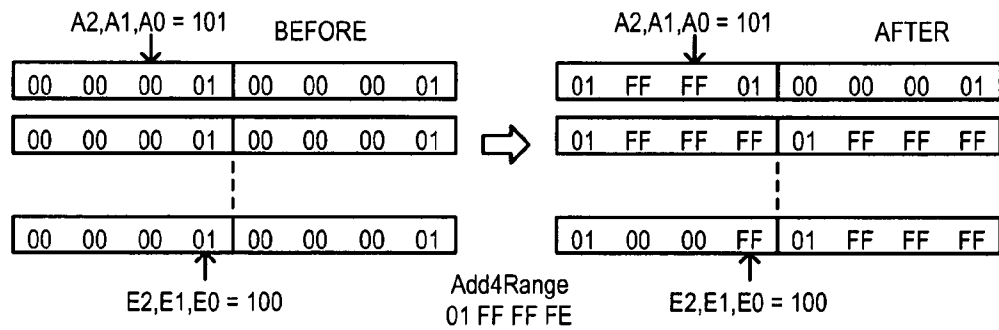 A2,A1,A0 = 101 BEFORE A2,A1,A0 = 101 AFTER
00 00 00 01 00 00 00 01 01 FF FF 01 00 00 00 01
00 00 00 01 00 00 00 01 01 FF FF FF 01 FF FF FF
00 00 00 01 00 00 00 01 01 00 00 FF 01 FF FF FF
E2,E1,E0 = 100 Add4Range E2,E1,E0 = 100
01 FF FF FE